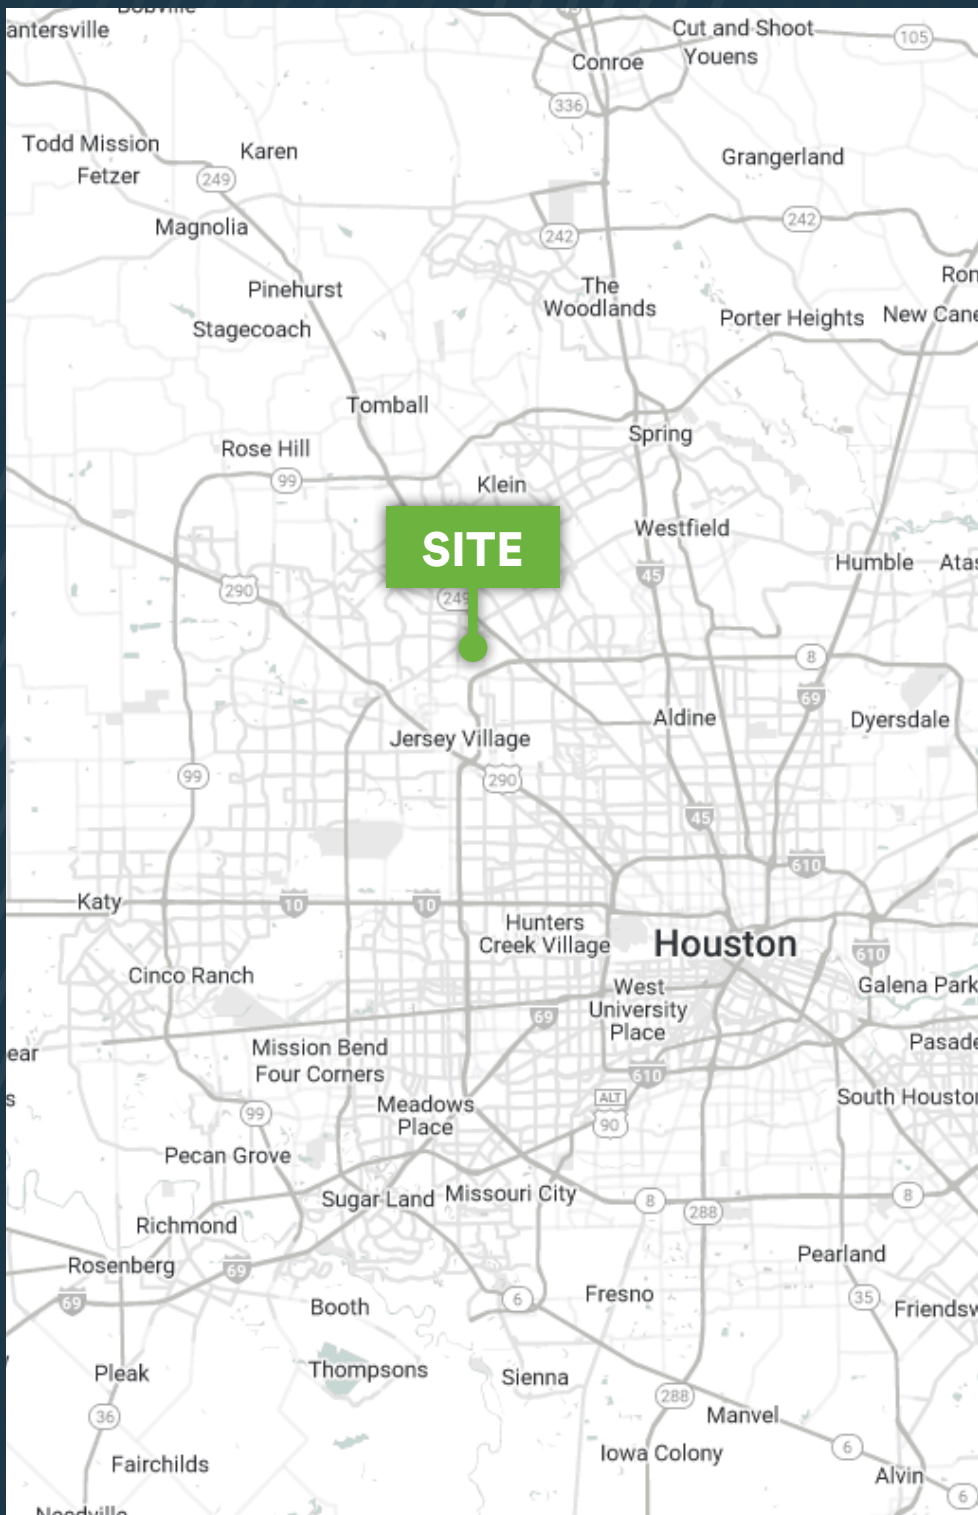 antersville
Cut and Shoot
105
Youens
Conroe
336
Todd Mission
Karen
Grangerland
Fetzer
249
Magnolia
242
242
Pinehurst
The
Woodlands
Stagecoach
Porter Heights
New Cane
Ron
Tomball
Spring
Rose Hill
99
Klein
Westfield
SITE
Humble
Atas
45
290
249
8
69
Aldine
Dyersdale
Jersey Village
99
290
45
610
Katy
10
10
Hunters
Creek Village
Houston
610
Cinco Ranch
West
University
Place
Galena Park
69
Pasade
ear
Mission Bend
Four Corners
610
s
Meadows
Place
ALT
90
South Houston
99
Pecan Grove
Sugar Land
Missouri City
8
288
8
Richmond
Rosenberg
69
Pearland
69
Booth
6
Fresno
35
Friendsw
Pleak
Thompsons
Sienna
288
36
Manvel
Iowa Colony
6
Fairchilds
Alvin
6
Needville